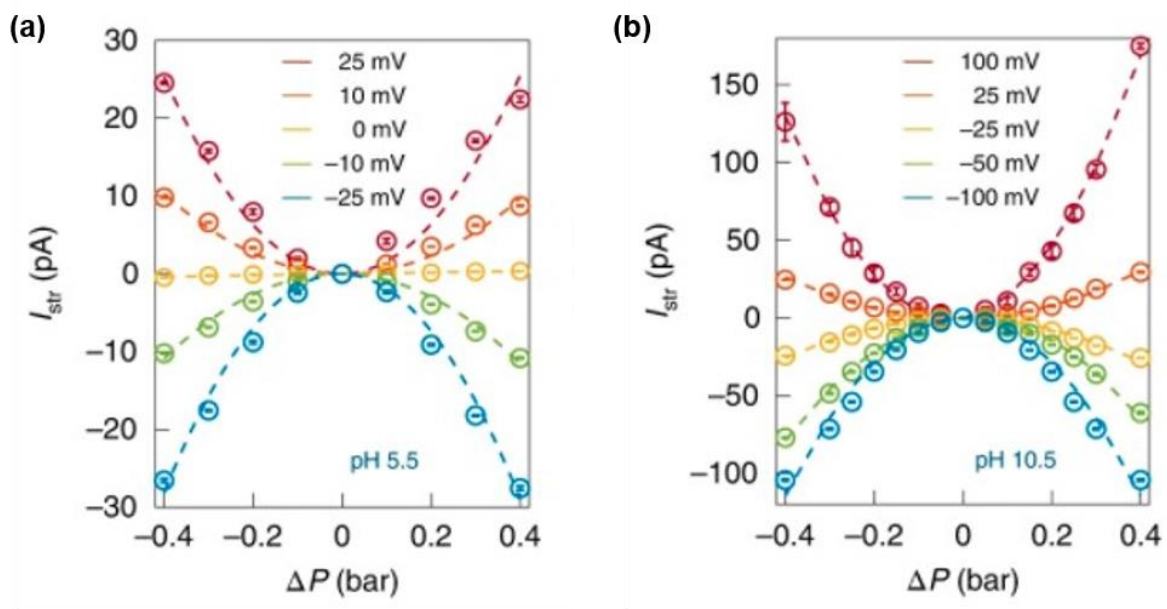 (a)
30
20
10
0
−10
−20
−30
I_str (pA)
25 mV
10 mV
0 mV
−10 mV
−25 mV
pH 5.5
−0.4 −0.2 0 0.2 0.4
ΔP (bar)
(b)
150
100
50
0
−50
−100
I_str (pA)
100 mV
25 mV
−25 mV
−50 mV
−100 mV
pH 10.5
−0.4 −0.2 0 0.2 0.4
ΔP (bar)